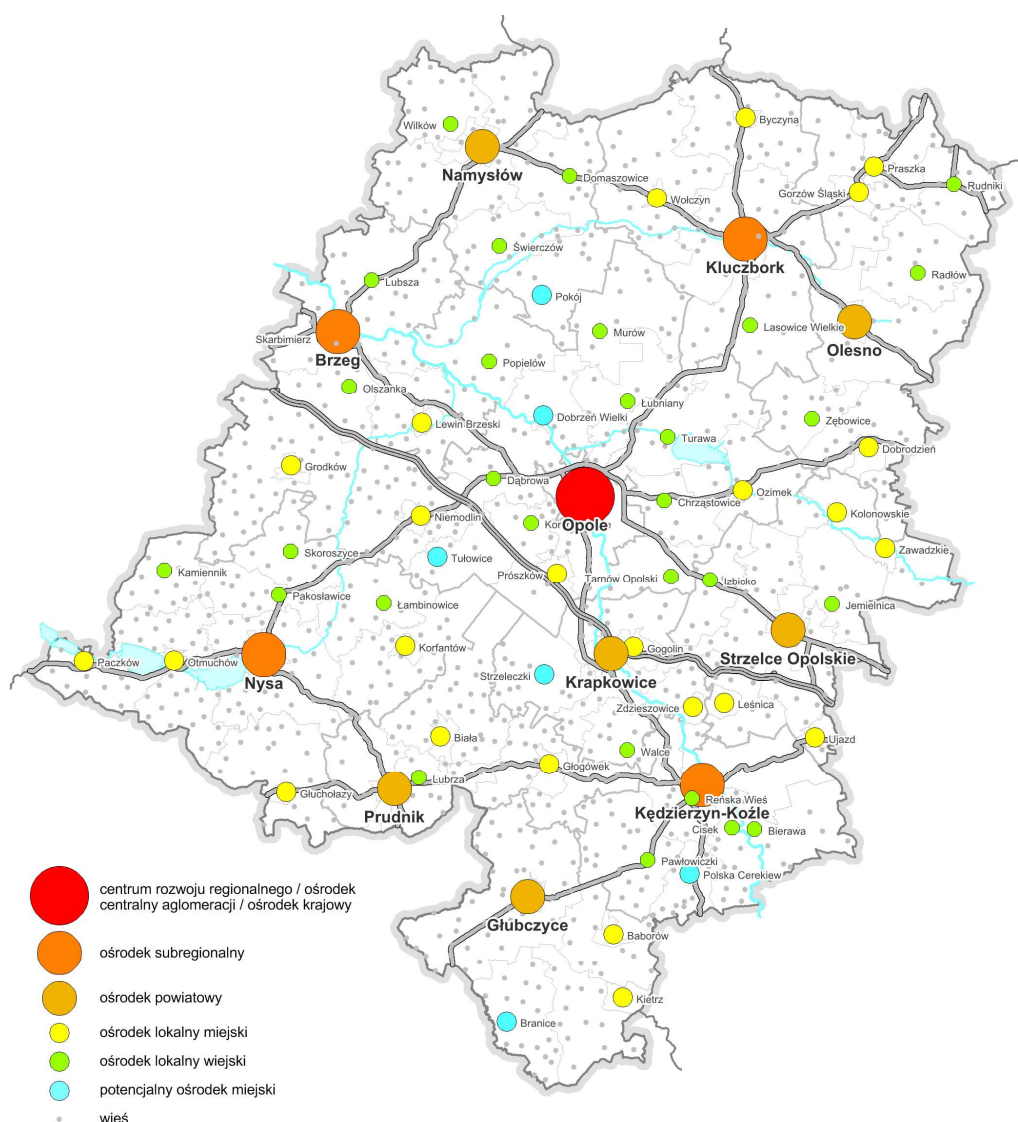 Wilków
Namysłów
Byczyna
Domaszowice
Wołczyn
Praszka
Gorzów Śląski
Rudniki
Świerczów
Kluczbork
Radłów
Lubsza
Pokój
Skarbimierz
Brzeg
Murów
Lasowice Wielkie
Olesno
Popielów
Olszanka
Łubniany
Lewin Brzeski
Dobrzeń Wielki
Zębowice
Turawa
Dobrodzień
Grodków
Dąbrowa
Ozimek
Chrząstowice
Kolonowskie
Niemodlin
Kom
Opole
Zawadzkie
Skoroszyce
Tułowice
Kamiennik
Prószków
Tarnów Opolski
Izbicko
Pakosławice
Łambinowice
Jemielnica
Korfantów
Gogolin
Paczków
Otmuchów
Strzelce Opolskie
Nysa
Strzeleczki
Krapkowice
Zdzieszowice
Leśnica
Biała
Walce
Ujazd
Głogówek
Lubrza
Głuchołazy
Prudnik
Reńska Wieś
Kędzierzyn-Koźle
Cisek
Bierawa
Pawłowiczki
Polska Cerekiew
Głubczyce
Baborów
Kietrz
Branice
centrum rozwoju regionalnego / ośrodek
centralny aglomeracji / ośrodek krajowy
ośrodek subregionalny
ośrodek powiatowy
ośrodek lokalny miejski
ośrodek lokalny wiejski
potencjalny ośrodek miejski
wieś